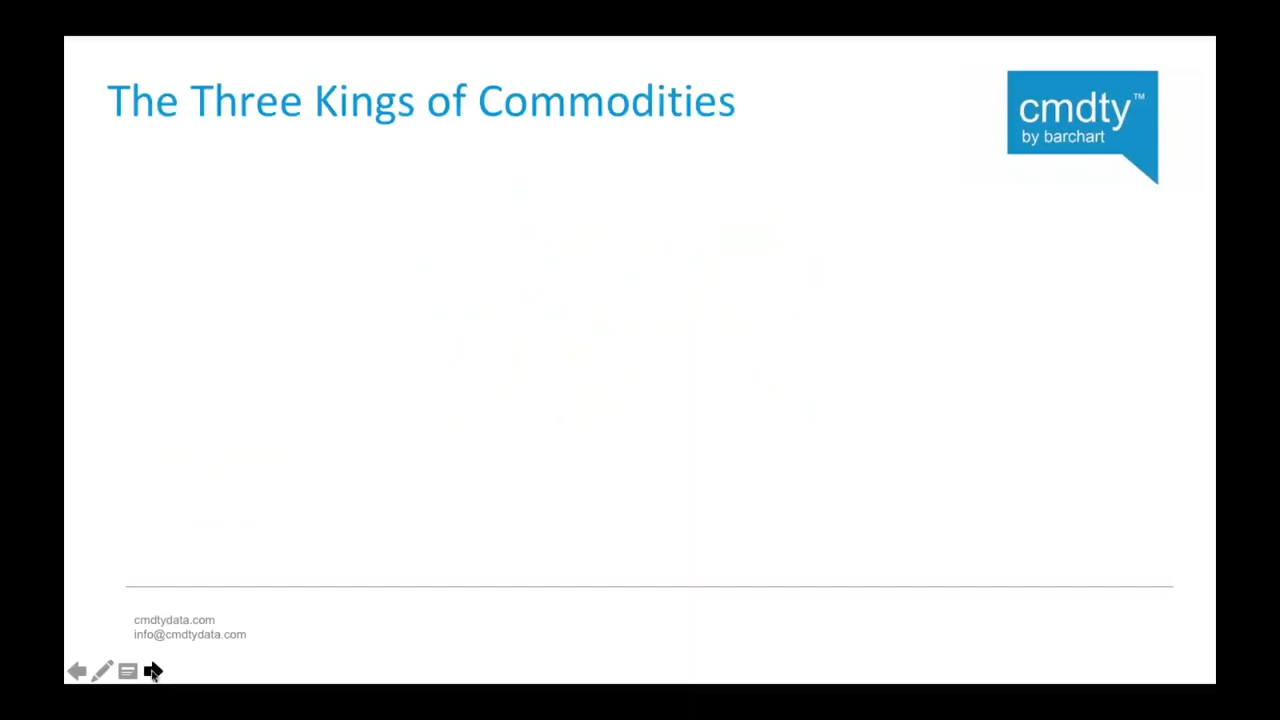 The Three Kings of Commodities
cmdty™
by barchart
cmdtydata.com
info@cmdtydata.com